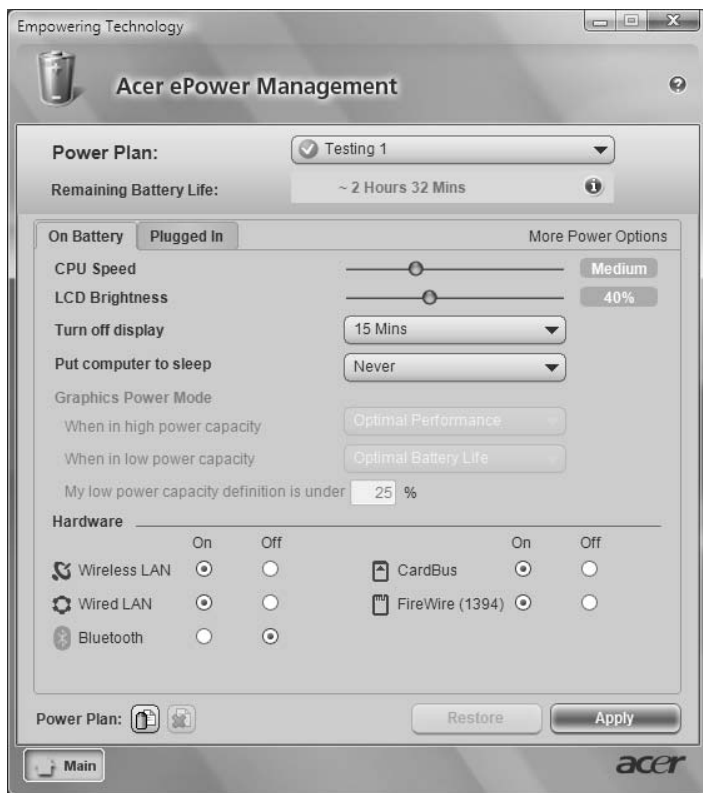 Empowering Technology
Acer ePower Management
Power Plan: Testing 1
Remaining Battery Life: ~ 2 Hours 32 Mins
On Battery Plugged In More Power Options
CPU Speed Medium
LCD Brightness 40%
Turn off display 15 Mins
Put computer to sleep Never
Graphics Power Mode
When in high power capacity Optimal Performance
When in low power capacity Optimal Battery Life
My low power capacity definition is under 25 %
Hardware
On Off On Off
Wireless LAN CardBus
Wired LAN FireWire (1394)
Bluetooth
Power Plan: Restore Apply
Main acer